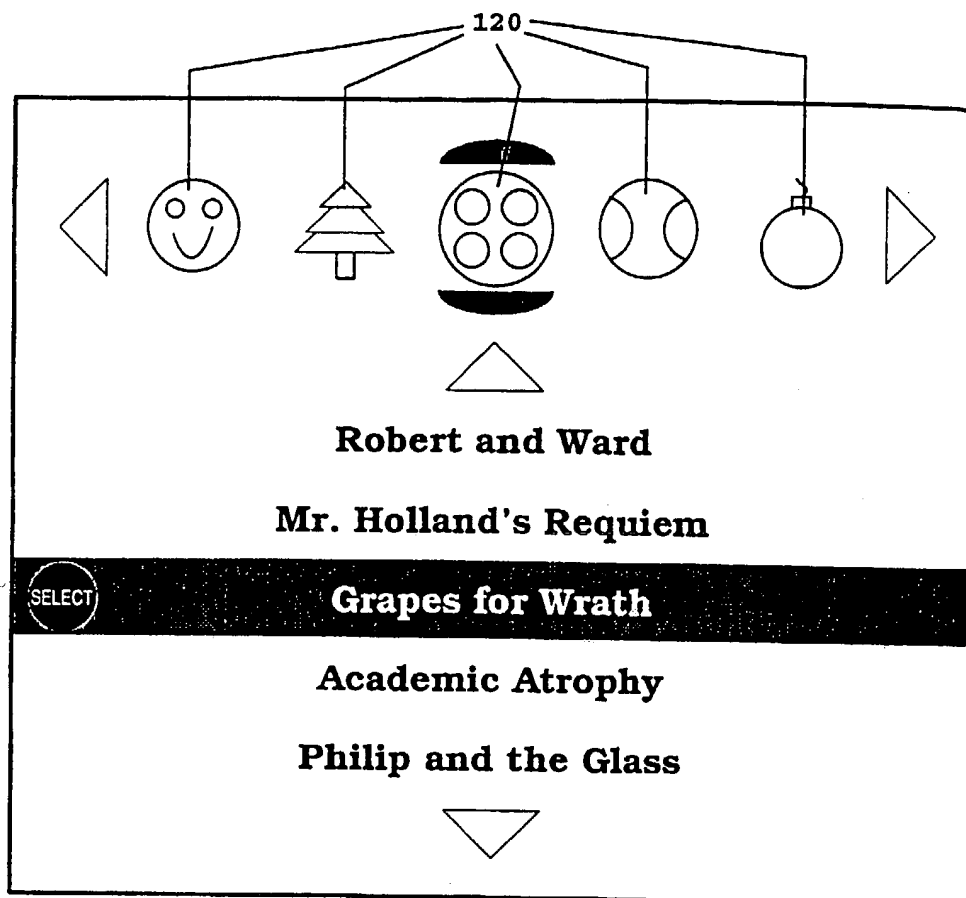 120
Robert and Ward
Mr. Holland's Requiem
SELECT Grapes for Wrath
Academic Atrophy
Philip and the Glass